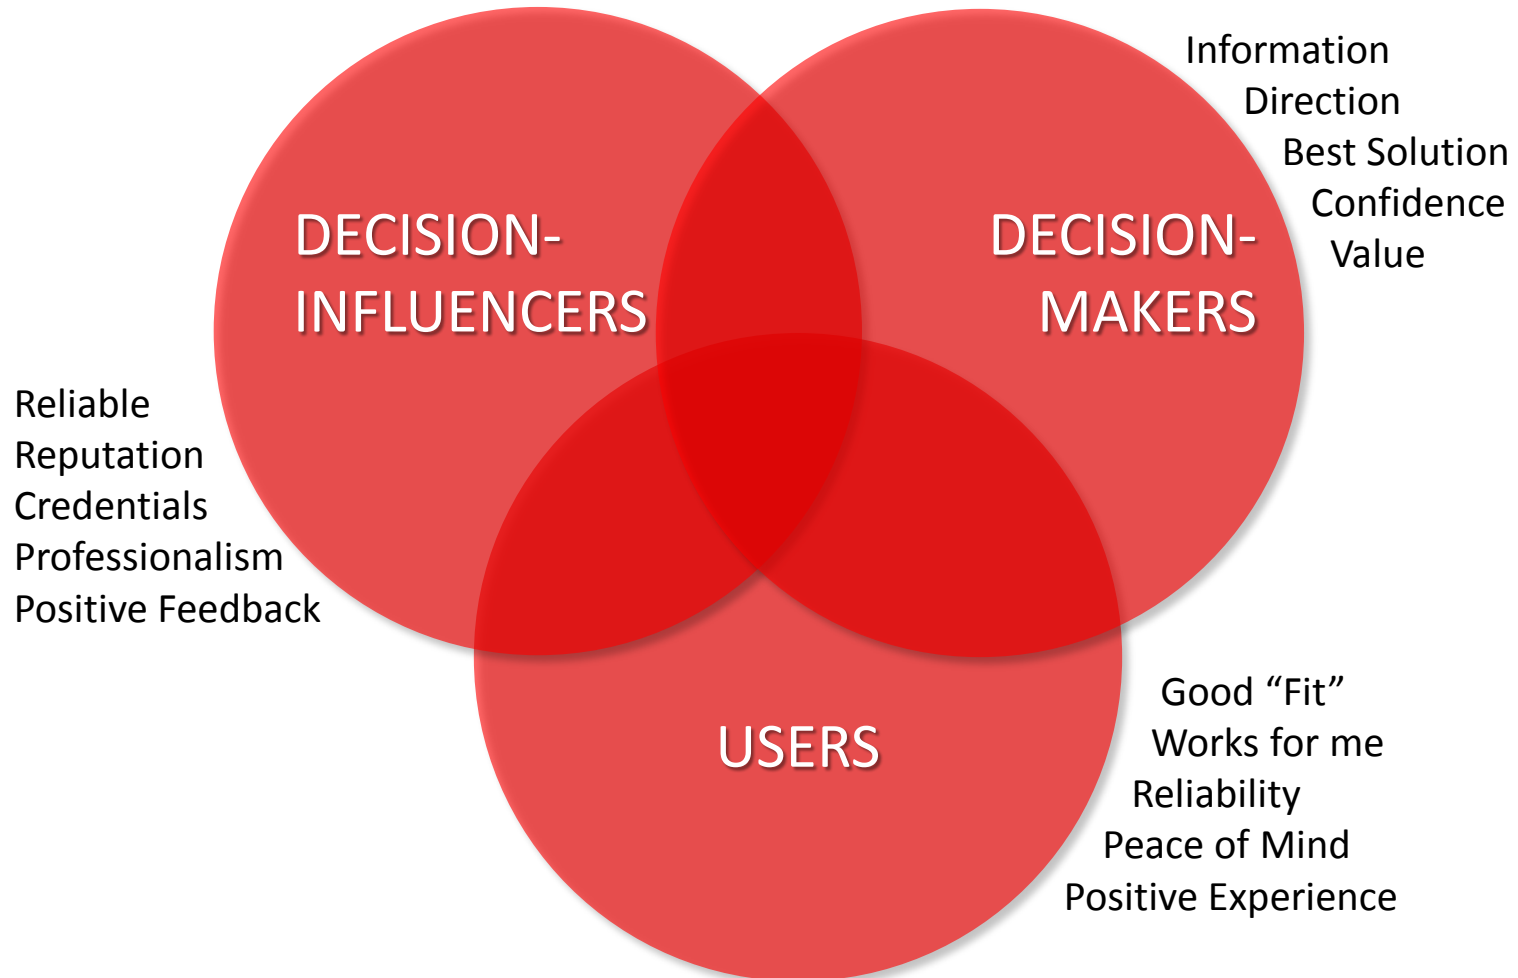 DECISION-
INFLUENCERS
Reliable
Reputation
Credentials
Professionalism
Positive Feedback
DECISION-
MAKERS
Information
Direction
Best Solution
Confidence
Value
USERS
Good “Fit”
Works for me
Reliability
Peace of Mind
Positive Experience